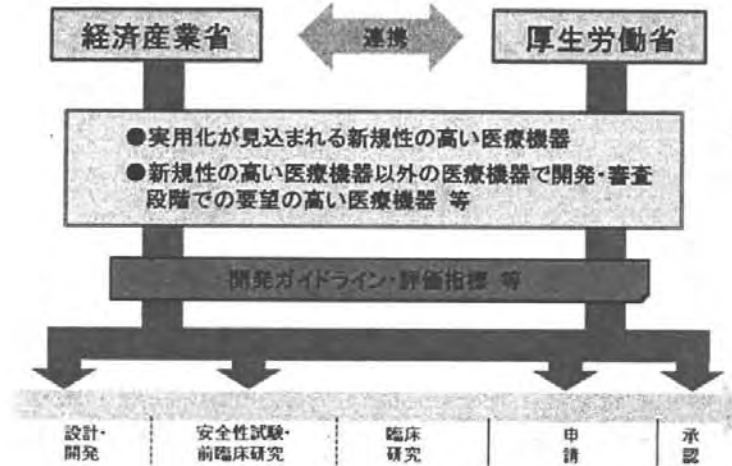 経済産業省
連携
厚生労働省
●実用化が見込まれる新規性の高い医療機器
●新規性の高い医療機器以外の医療機器で開発・審査
段階での要望の高い医療機器 等
開発ガイドライン・評価指標 等
設計・
開発
安全性試験・
前臨床研究
臨床
研究
申
請
承
認